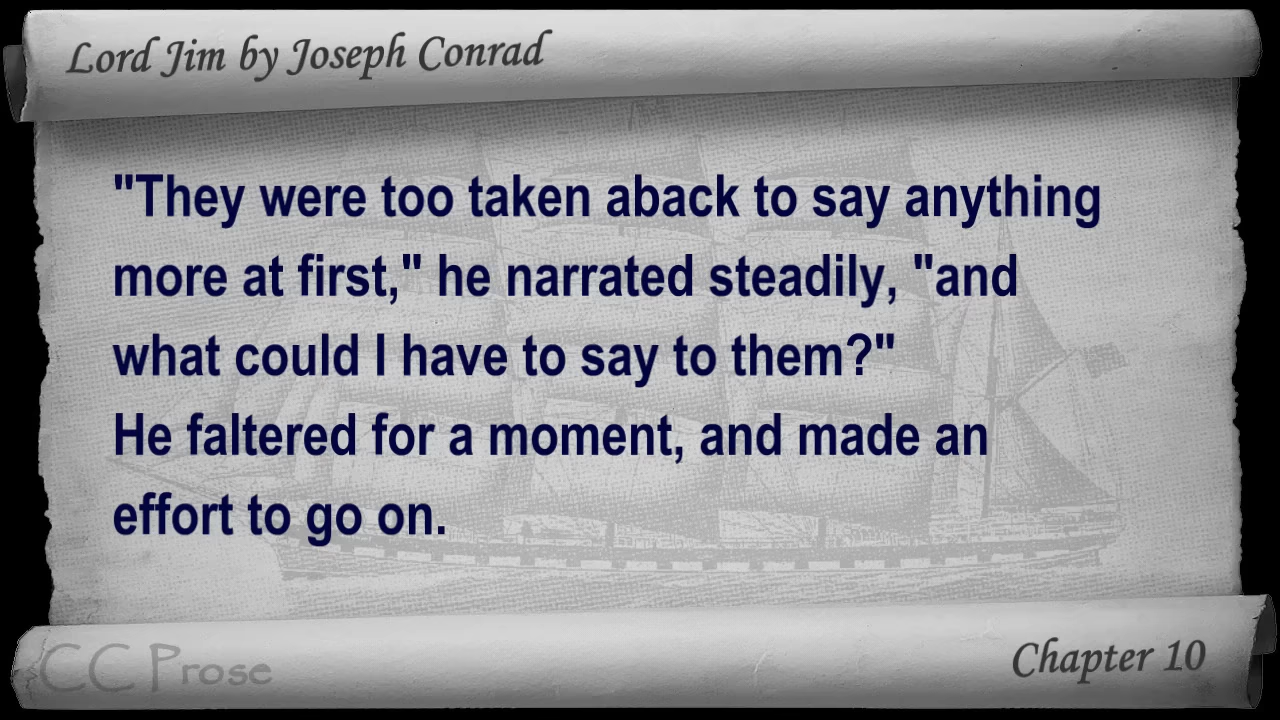 Lord Jim by Joseph Conrad
"They were too taken aback to say anything
more at first," he narrated steadily, "and
what could I have to say to them?"
He faltered for a moment, and made an
effort to go on.
CC Prose
Chapter 10